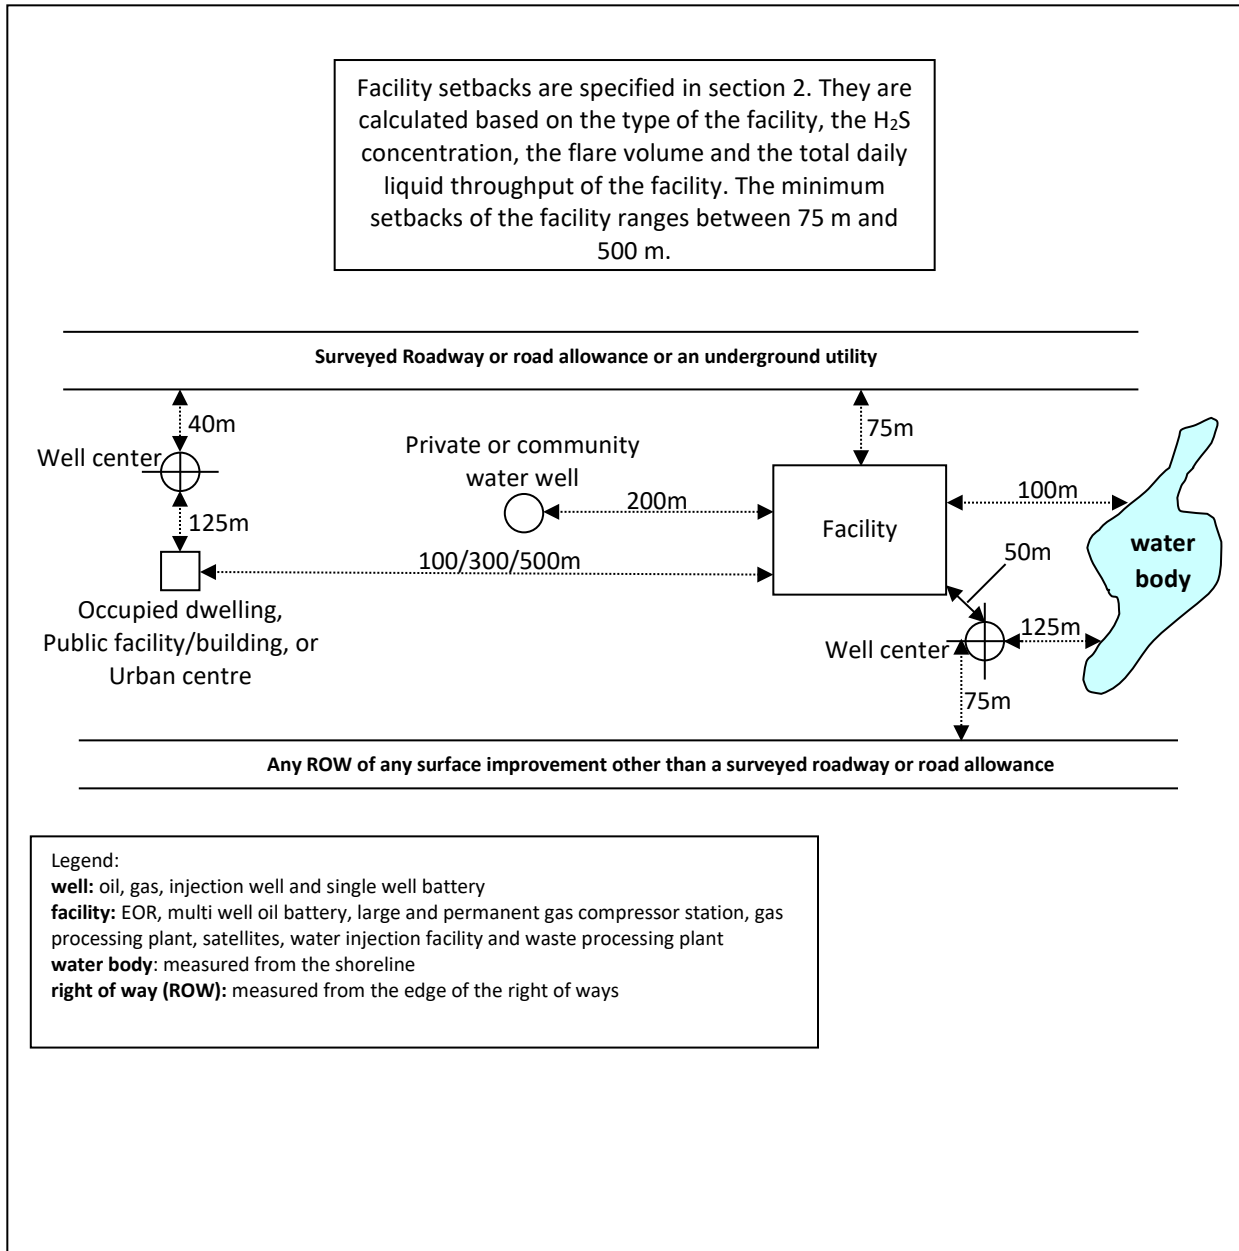 Facility setbacks are specified in section 2. They are
calculated based on the type of the facility, the H₂S
concentration, the flare volume and the total daily
liquid throughput of the facility. The minimum
setbacks of the facility ranges between 75 m and
500 m.
Surveyed Roadway or road allowance or an underground utility
40m
75m
Well center
Private or community
water well
200m
100m
Facility
125m
water
body
100/300/500m
50m
Occupied dwelling,
Public facility/building, or
Urban centre
Well center
125m
75m
Any ROW of any surface improvement other than a surveyed roadway or road allowance
Legend:
well: oil, gas, injection well and single well battery
facility: EOR, multi well oil battery, large and permanent gas compressor station, gas
processing plant, satellites, water injection facility and waste processing plant
water body: measured from the shoreline
right of way (ROW): measured from the edge of the right of ways